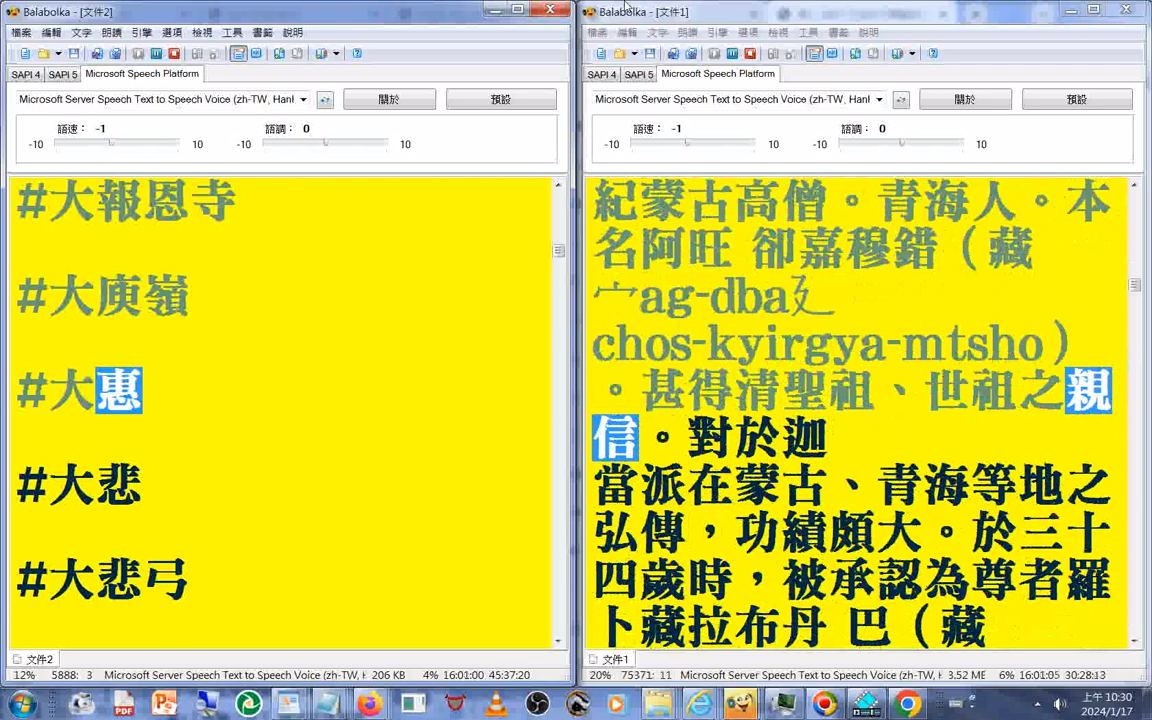 Balabolka - [文件2]
檔案 編輯 文字 朗讀 引擎 選項 檢視 工具 書籤 說明
SAPI 4 SAPI 5 Microsoft Speech Platform
Microsoft Server Speech Text to Speech Voice (zh-TW, Hanl
關於 預設
語速： -1 語調： 0
-10 10 -10 10
#大報恩寺
#大庾嶺
#大惠
#大悲
#大悲弓
文件2
12% 5888: 3 Microsoft Server Speech Text to Speech Voice (zh-TW, H 206 KB 4% 16:01:00 45:37:20
Balabolka - [文件1]
檔案 編輯 文字 朗讀 引擎 選項 檢視 工具 書籤 說明
SAPI 4 SAPI 5 Microsoft Speech Platform
Microsoft Server Speech Text to Speech Voice (zh-TW, Hanl
關於 預設
語速： -1 語調： 0
-10 10 -10 10
紀蒙古高僧。青海人。本
名阿旺 卻嘉穆錯（藏
宀ag-dba廴
chos-kyirgya-mtsho）
。甚得清聖祖、世祖之親
信。對於迦
當派在蒙古、青海等地之
弘傳，功績頗大。於三十
四歲時，被承認為尊者羅
卜藏拉布丹 巴（藏
文件1
20% 75371: 11 Microsoft Server Speech Text to Speech Voice (zh-TW, H 3.52 ME 6% 16:01:05 30:28:13
上午 10:30
2024/1/17